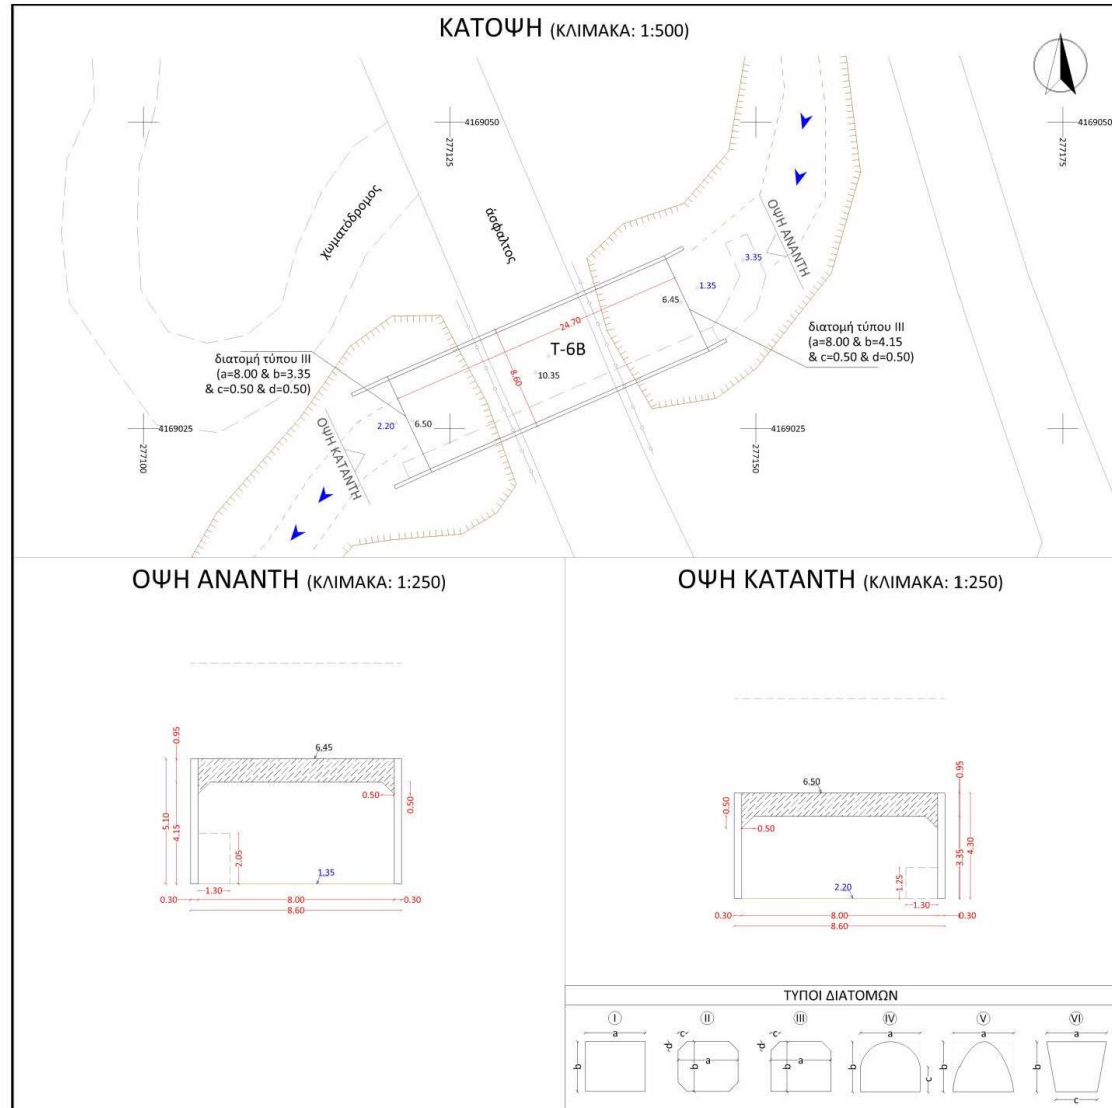 ΚΑΤΟΨΗ (ΚΛΙΜΑΚΑ: 1:500)
4169050
277125
4169050
277175
χωματόδρομος
άσφαλτος
ΟΨΗ ΑΝΑΝΤΗ
3.35
1.35
6.45
24.70
T-6B
8.60
10.35
διατομή τύπου III
(a=8.00 & b=4.15
& c=0.50 & d=0.50)
διατομή τύπου III
(a=8.00 & b=3.35
& c=0.50 & d=0.50)
2.20
6.50
ΟΨΗ ΚΑΤΑΝΤΗ
4169025
277100
4169025
277150
ΟΨΗ ΑΝΑΝΤΗ (ΚΛΙΜΑΚΑ: 1:250)
0.95
6.45
0.50
0.50
5.10
4.15
2.05
1.30
1.35
0.30
8.00
0.30
8.60
ΟΨΗ ΚΑΤΑΝΤΗ (ΚΛΙΜΑΚΑ: 1:250)
6.50
0.95
0.50
0.50
3.35
4.30
1.25
1.30
2.20
0.30
8.00
0.30
8.60
ΤΥΠΟΙ ΔΙΑΤΟΜΩΝ
I II III IV V VI
a c c a a a
b d b a d b a b c b b c